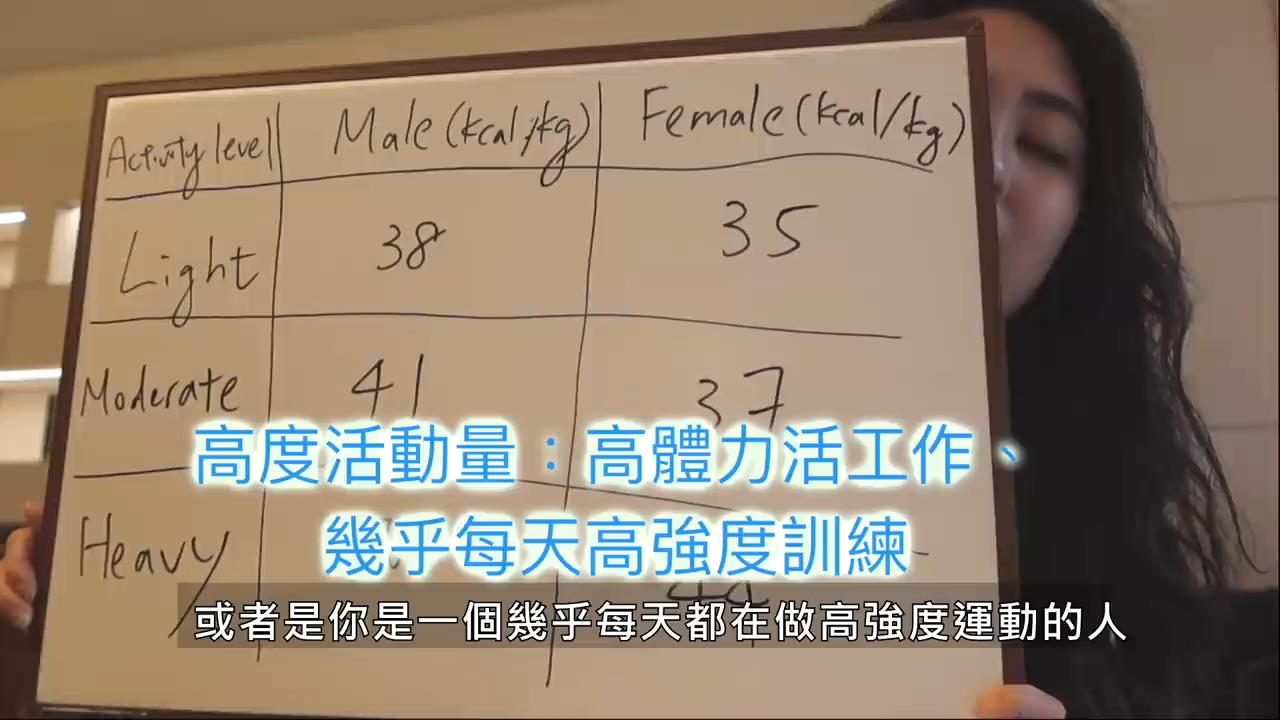 Activity level Male (kcal/kg) Female (kcal/kg)
Light 38 35
Moderate 41 37
高度活動量：高體力活工作、
幾乎每天高強度訓練
Heavy
或者是你是一個幾乎每天都在做高強度運動的人